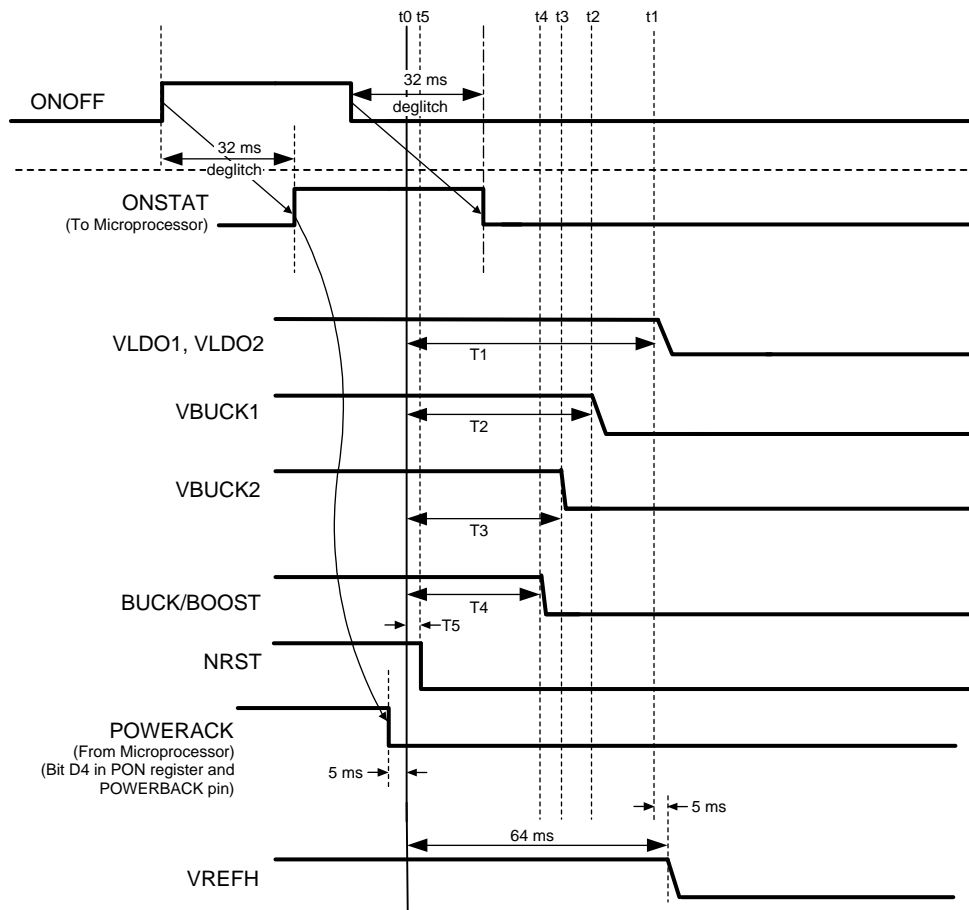 t0 t5 t4 t3 t2 t1
ONOFF
32 ms
deglitch
32 ms
deglitch
ONSTAT
(To Microprocessor)
VLDO1, VLDO2
T1
VBUCK1
T2
VBUCK2
T3
BUCK/BOOST
T4
T5
NRST
POWERACK
(From Microprocessor)
(Bit D4 in PON register and
POWERBACK pin)
5 ms
5 ms
64 ms
VREFH